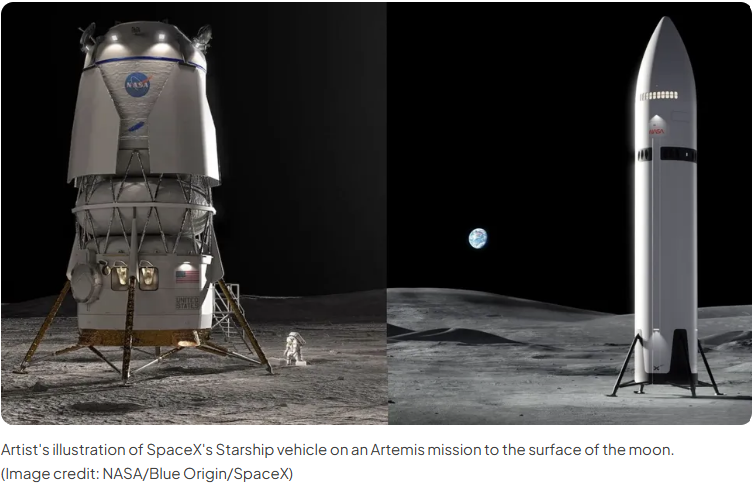 NASA
UNITED
STATES
NASA
Artist's illustration of SpaceX's Starship vehicle on an Artemis mission to the surface of the moon.
(Image credit: NASA/Blue Origin/SpaceX)